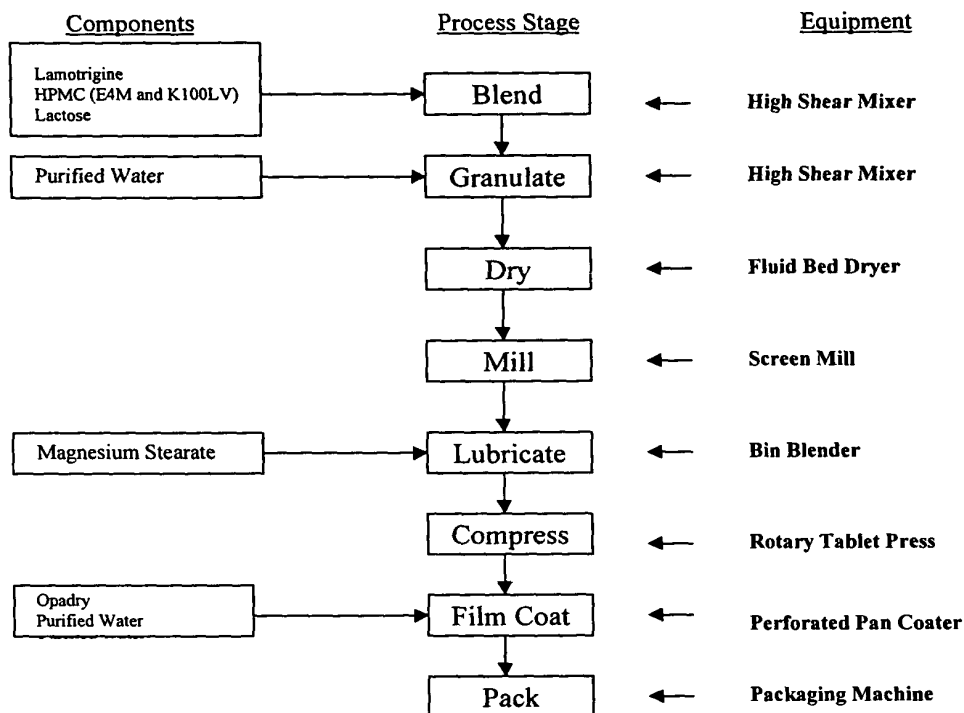 Components
Process Stage
Equipment
Lamotrigine
HPMC (E4M and K100LV)
Lactose
Blend
High Shear Mixer
Purified Water
Granulate
High Shear Mixer
Dry
Fluid Bed Dryer
Mill
Screen Mill
Magnesium Stearate
Lubricate
Bin Blender
Compress
Rotary Tablet Press
Opadry
Purified Water
Film Coat
Perforated Pan Coater
Pack
Packaging Machine